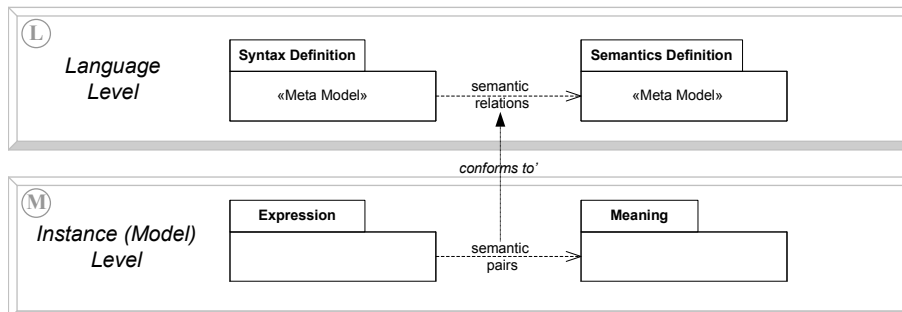 L
Language
Level
Syntax Definition
«Meta Model»
semantic
relations
Semantics Definition
«Meta Model»
conforms to’
M
Instance (Model)
Level
Expression
semantic
pairs
Meaning